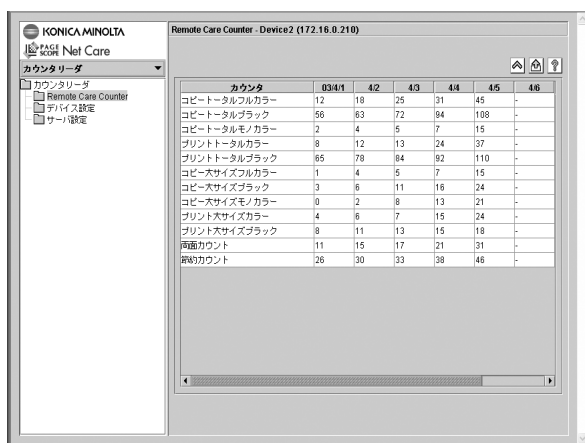 KONICA MINOLTA
PAGE SCOPE Net Care
カウンタリーダ
カウンタリーダ
Remote Care Counter
デバイス設定
サーバ設定
Remote Care Counter - Device2 (172.16.0.210)
カウンタ 03/4/1 4/2 4/3 4/4 4/5 4/6
コピートータルフルカラー 12 18 25 31 45 -
コピートータルブラック 56 63 72 94 108 -
コピートータルモノカラー 2 4 5 7 15 -
プリントトータルカラー 8 12 13 24 37 -
プリントトータルブラック 65 78 84 92 110 -
コピー大サイズフルカラー 1 4 5 7 15 -
コピー大サイズブラック 3 6 11 16 24 -
コピー大サイズモノカラー 0 2 8 13 21 -
プリント大サイズカラー 4 6 7 15 24 -
プリント大サイズブラック 8 11 13 15 18 -
両面カウント 11 15 17 21 31 -
節約カウント 26 30 33 38 46 -